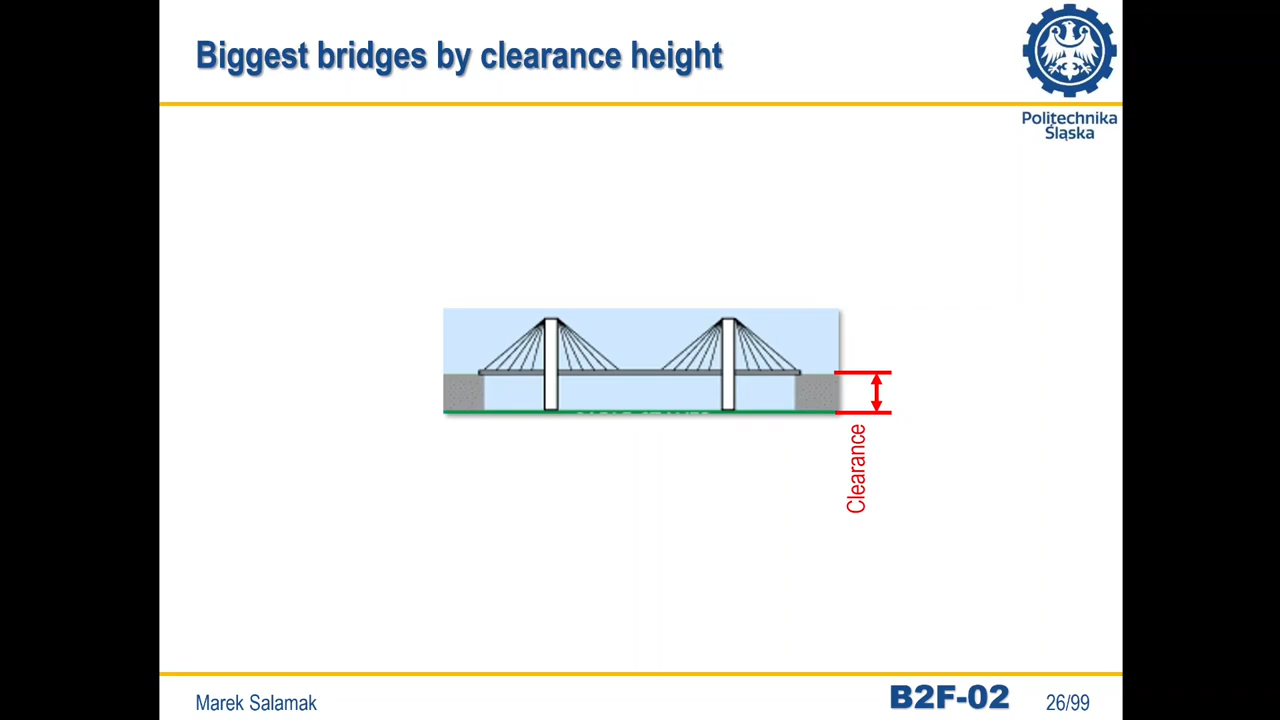 Biggest bridges by clearance height
Politechnika
Śląska
Clearance
Marek Salamak
B2F-02
26/99